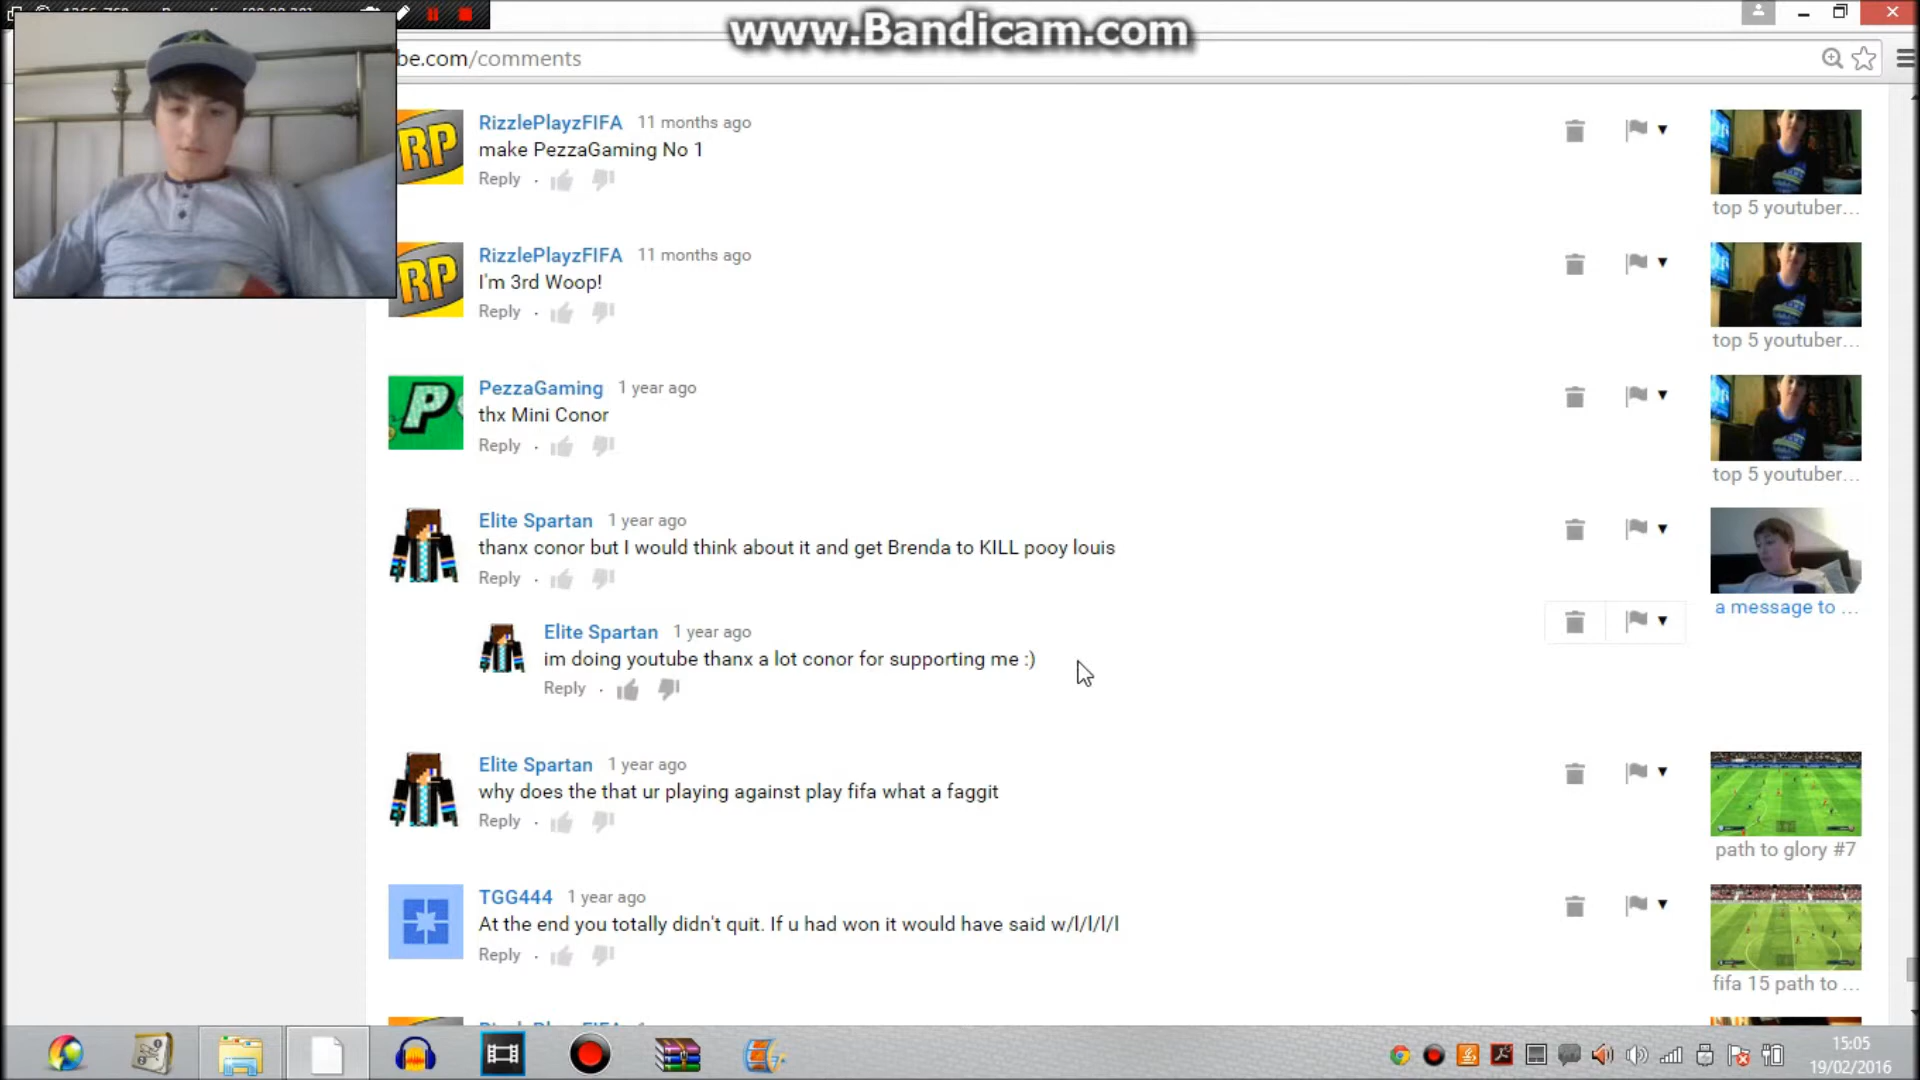 www.Bandicam.com
be.com/comments
RizzlePlayzFIFA 11 months ago
make PezzaGaming No 1
Reply
top 5 youtuber...
RizzlePlayzFIFA 11 months ago
I'm 3rd Woop!
Reply
top 5 youtuber...
PezzaGaming 1 year ago
thx Mini Conor
Reply
top 5 youtuber...
Elite Spartan 1 year ago
thanx conor but I would think about it and get Brenda to KILL pooy louis
Reply
a message to ...
Elite Spartan 1 year ago
im doing youtube thanx a lot conor for supporting me :)
Reply
Elite Spartan 1 year ago
why does the that ur playing against play fifa what a faggit
Reply
path to glory #7
TGG444 1 year ago
At the end you totally didn't quit. If u had won it would have said w/l/l/l/l
Reply
fifa 15 path to ...
RP
RP
P
15:05
19/02/2016